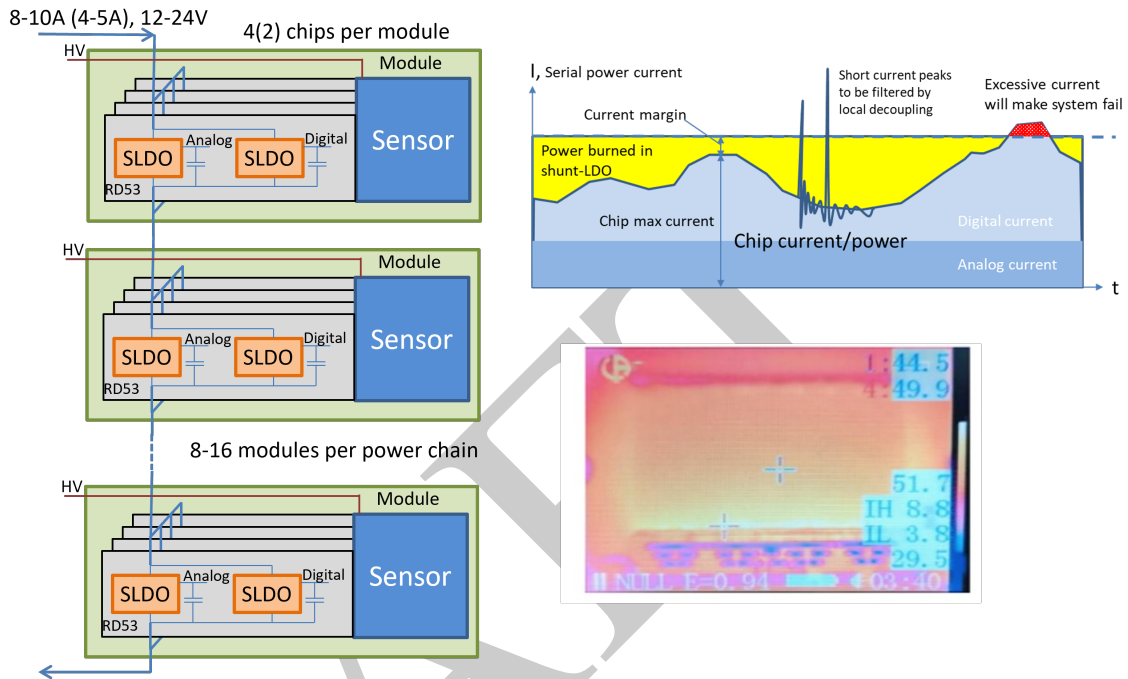 8-10A (4-5A), 12-24V
4(2) chips per module
HV
Module
Analog
Digital
SLDO
SLDO
RD53
Sensor
HV
Module
Analog
Digital
SLDO
SLDO
RD53
Sensor
8-16 modules per power chain
HV
Module
Analog
Digital
SLDO
SLDO
RD53
Sensor
I, Serial power current
Current margin
Short current peaks
to be filtered by
local decoupling
Excessive current
will make system fail
Power burned in
shunt-LDO
Chip max current
Chip current/power
Digital current
Analog current
t
1:44.5
4:49.9
51.7
IH 8.8
IL 3.8
29.5
NULL E=0.94
03:40